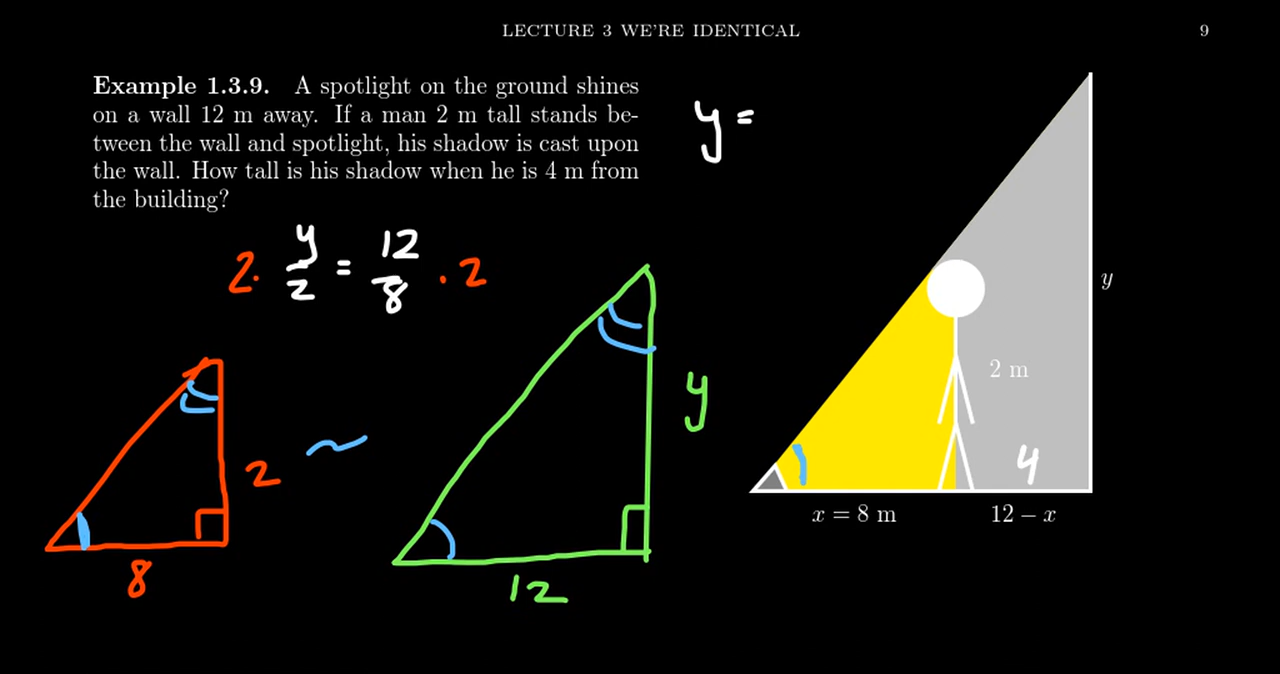 LECTURE 3 WE'RE IDENTICAL 9
Example 1.3.9. A spotlight on the ground shines
on a wall 12 m away. If a man 2 m tall stands be-
tween the wall and spotlight, his shadow is cast upon
the wall. How tall is his shadow when he is 4 m from
the building?
y =
2 · y/2 = 12/8 · 2
2
8
~
y
12
y
2 m
4
x = 8 m
12 − x